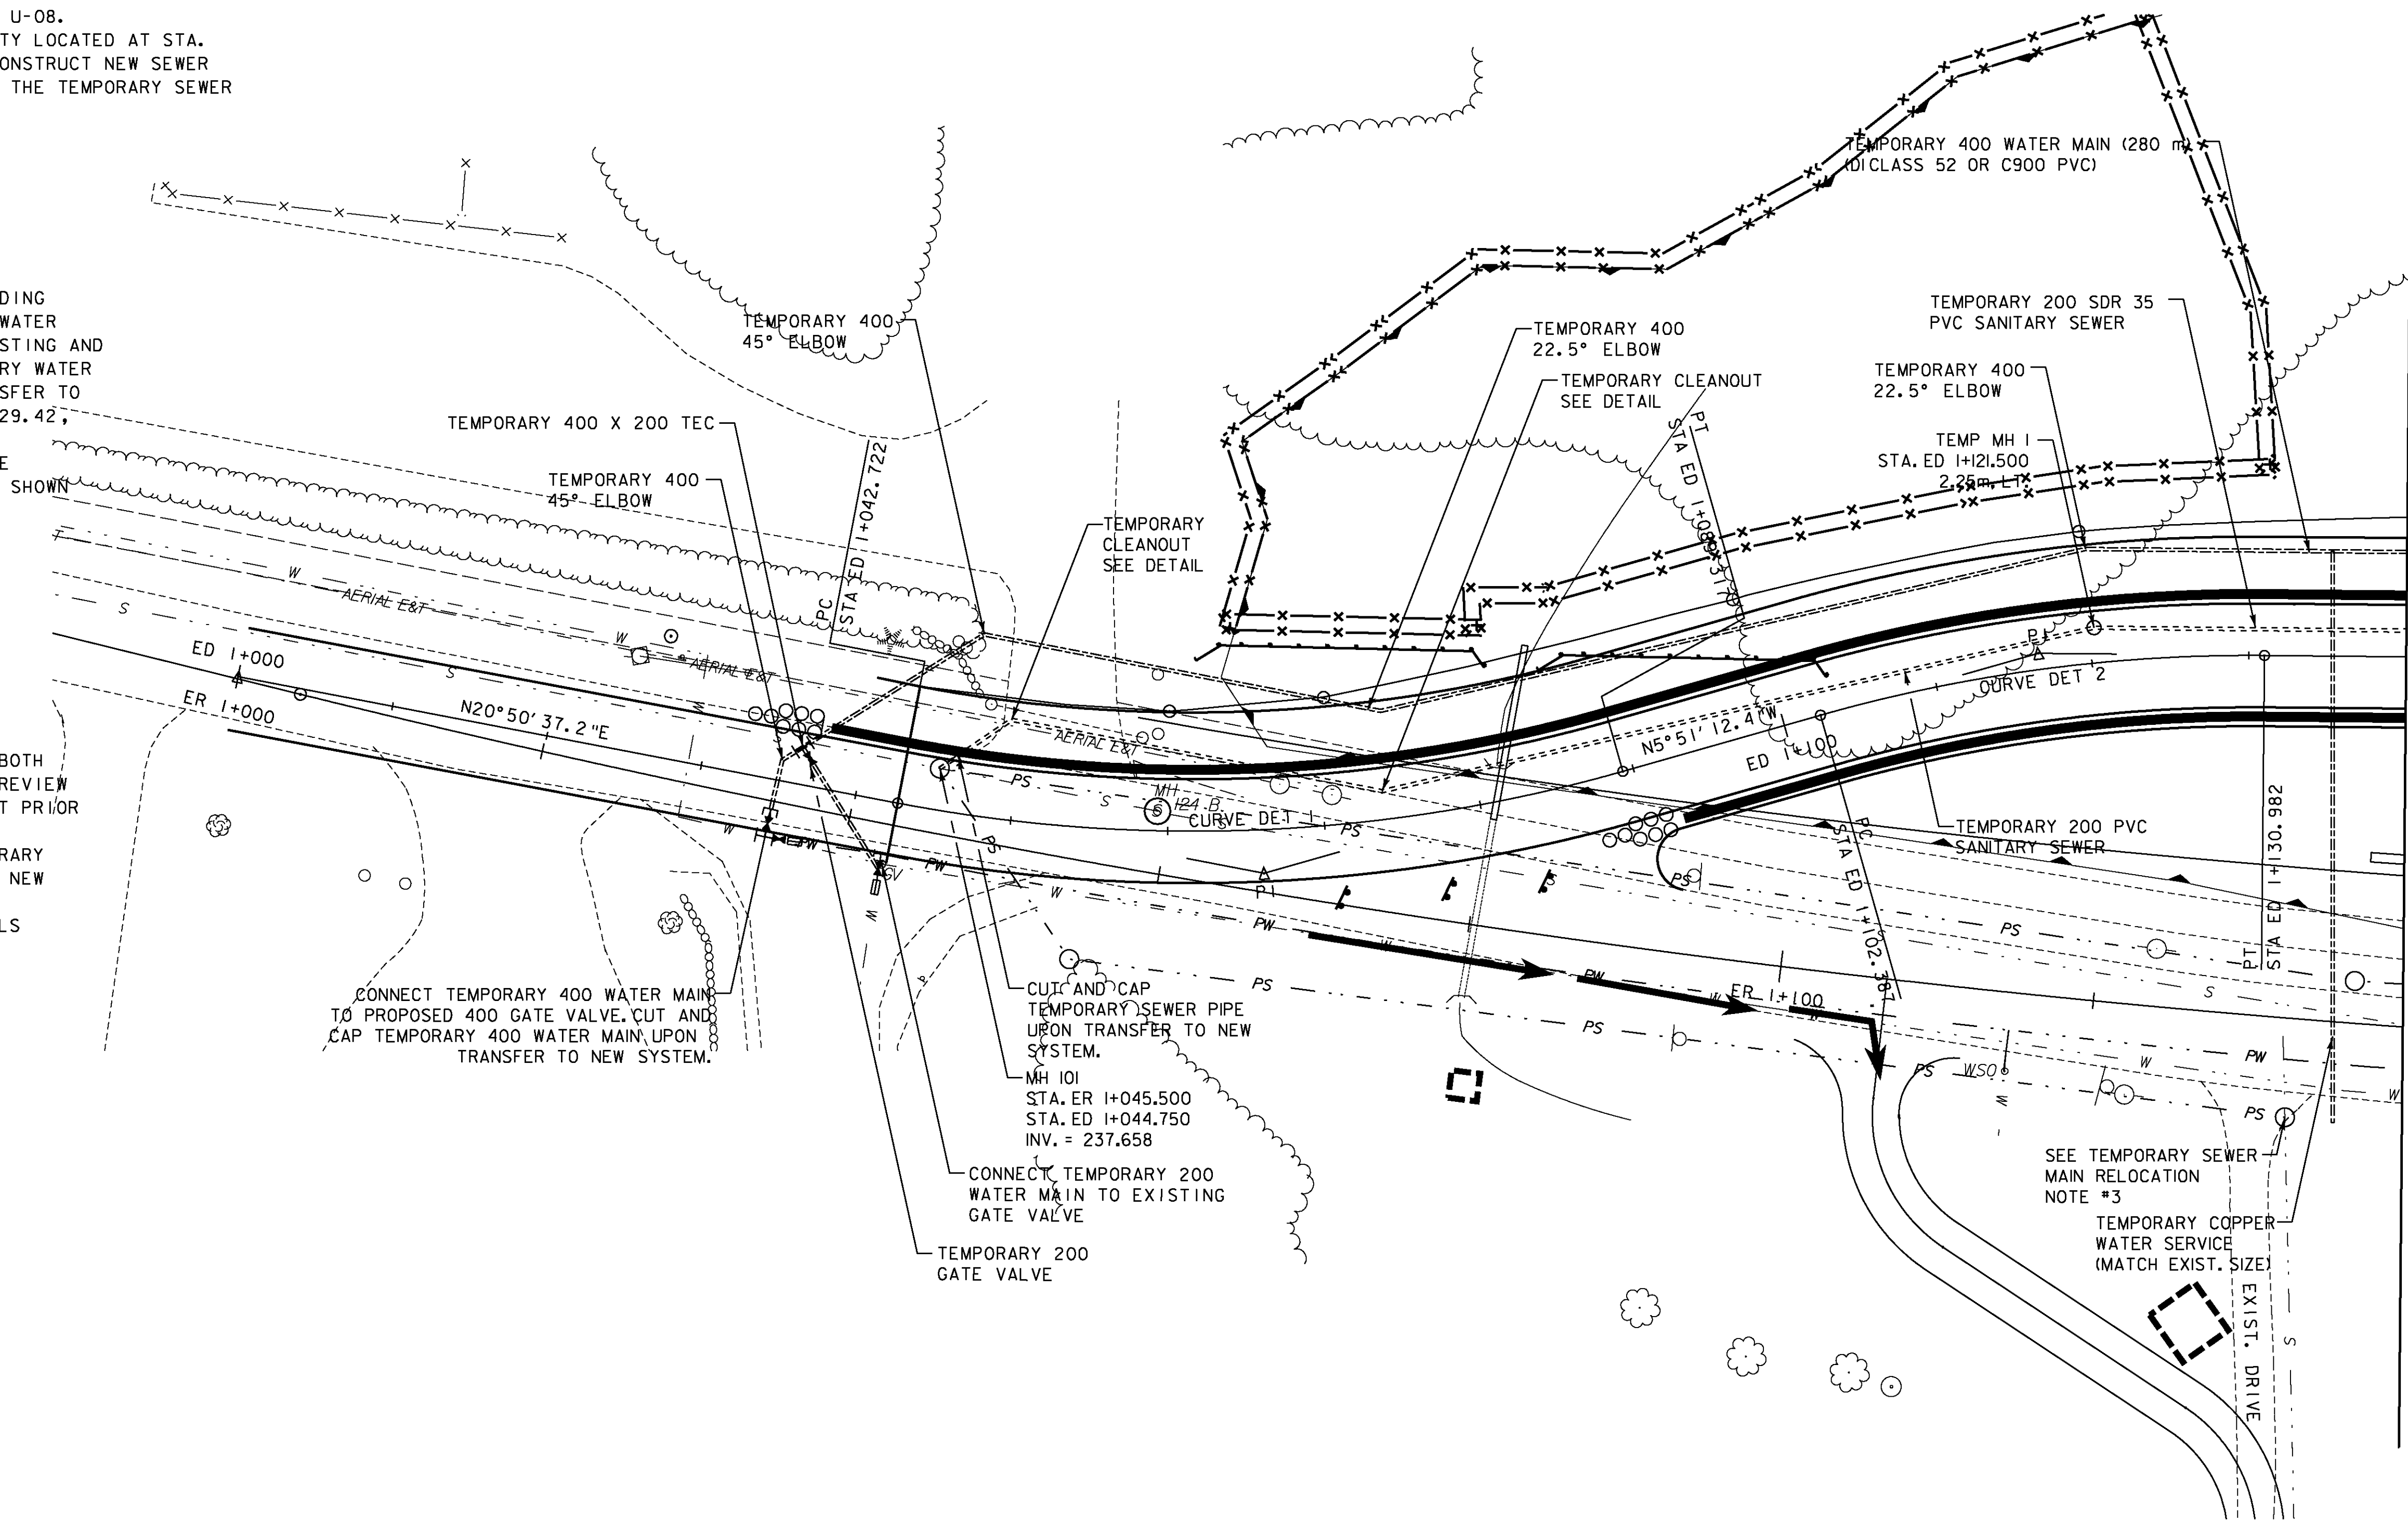 U-08.
TY LOCATED AT STA.
ONSTRUCT NEW SEWER
THE TEMPORARY SEWER
DING
WATER
STING AND
RY WATER
SFER TO
29.42,
E
SHOWN
BOTH
REVIEW
T PRIOR
RARY
NEW
LS
TEMPORARY 400 WATER MAIN (280 m)
(DI CLASS 52 OR C900 PVC)
TEMPORARY 200 SDR 35
PVC SANITARY SEWER
TEMPORARY 400
45° ELBOW
TEMPORARY 400
22.5° ELBOW
TEMPORARY CLEANOUT
SEE DETAIL
TEMPORARY 400
22.5° ELBOW
TEMPORARY 400 X 200 TEC
TEMP MH 1
STA. ED 1+121.500
2.25m, LT.
TEMPORARY 400
45° ELBOW
PC
STA ED 1+042.722
PT
STA ED 1+089.317
TEMPORARY
CLEANOUT
SEE DETAIL
T
W
AERIAL E&T
S
W
AERIAL E&T
ED 1+000
S
ER 1+000
N20°50'37.2"E
W
AERIAL E&T
PI
CURVE DET 2
N5°51'12.4"W
ED 1+100
S
PS
MH
124 B
S
S
S
CURVE DET 1
PS
PS
W
PW
PW
GV
W
W
PI
PW
W
S
PS
PC
STA ED 1+102.387
TEMPORARY 200 PVC
SANITARY SEWER
PT
STA ED 1+130.982
PS
S
P
PS
PW
W
ER 1+100
W
PS
PW
W
W
PS
WSO
W
PS
CONNECT TEMPORARY 400 WATER MAIN
TO PROPOSED 400 GATE VALVE. CUT AND
CAP TEMPORARY 400 WATER MAIN UPON
TRANSFER TO NEW SYSTEM.
CUT AND CAP
TEMPORARY SEWER PIPE
UPON TRANSFER TO NEW
SYSTEM.
MH 101
STA. ER 1+045.500
STA. ED 1+044.750
INV. = 237.658
CONNECT TEMPORARY 200
WATER MAIN TO EXISTING
GATE VALVE
TEMPORARY 200
GATE VALVE
SEE TEMPORARY SEWER
MAIN RELOCATION
NOTE #3
TEMPORARY COPPER
WATER SERVICE
(MATCH EXIST. SIZE)
EXIST. DRIVE
S